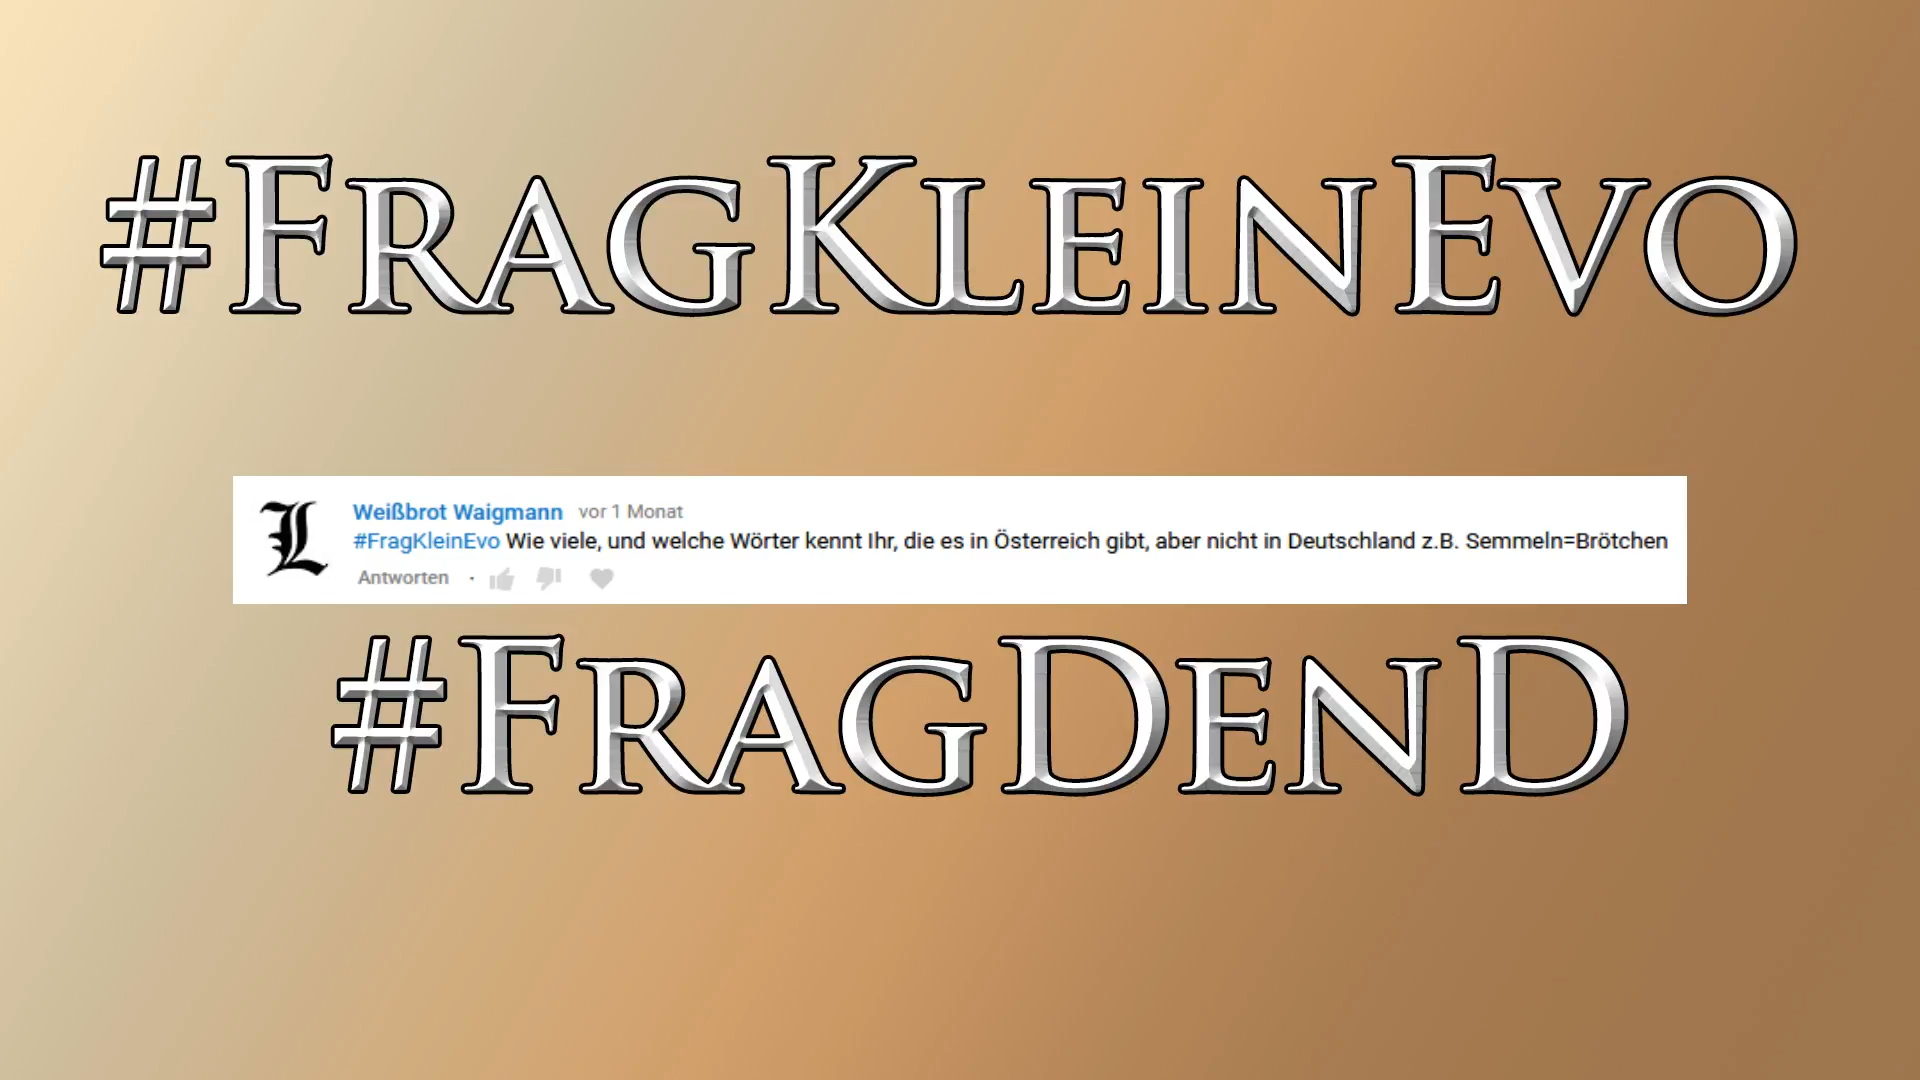 #FragKleinEvo
L
Weißbrot Waigmann vor 1 Monat
#FragKleinEvo Wie viele, und welche Wörter kennt Ihr, die es in Österreich gibt, aber nicht in Deutschland z.B. Semmeln=Brötchen
Antworten ·
#FragDenD